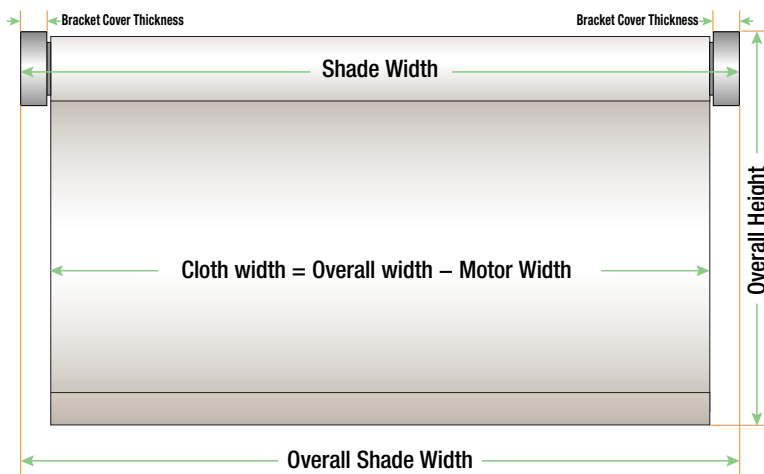 Bracket Cover Thickness
Bracket Cover Thickness
Shade Width
Overall Height
Cloth width = Overall width – Motor Width
Overall Shade Width